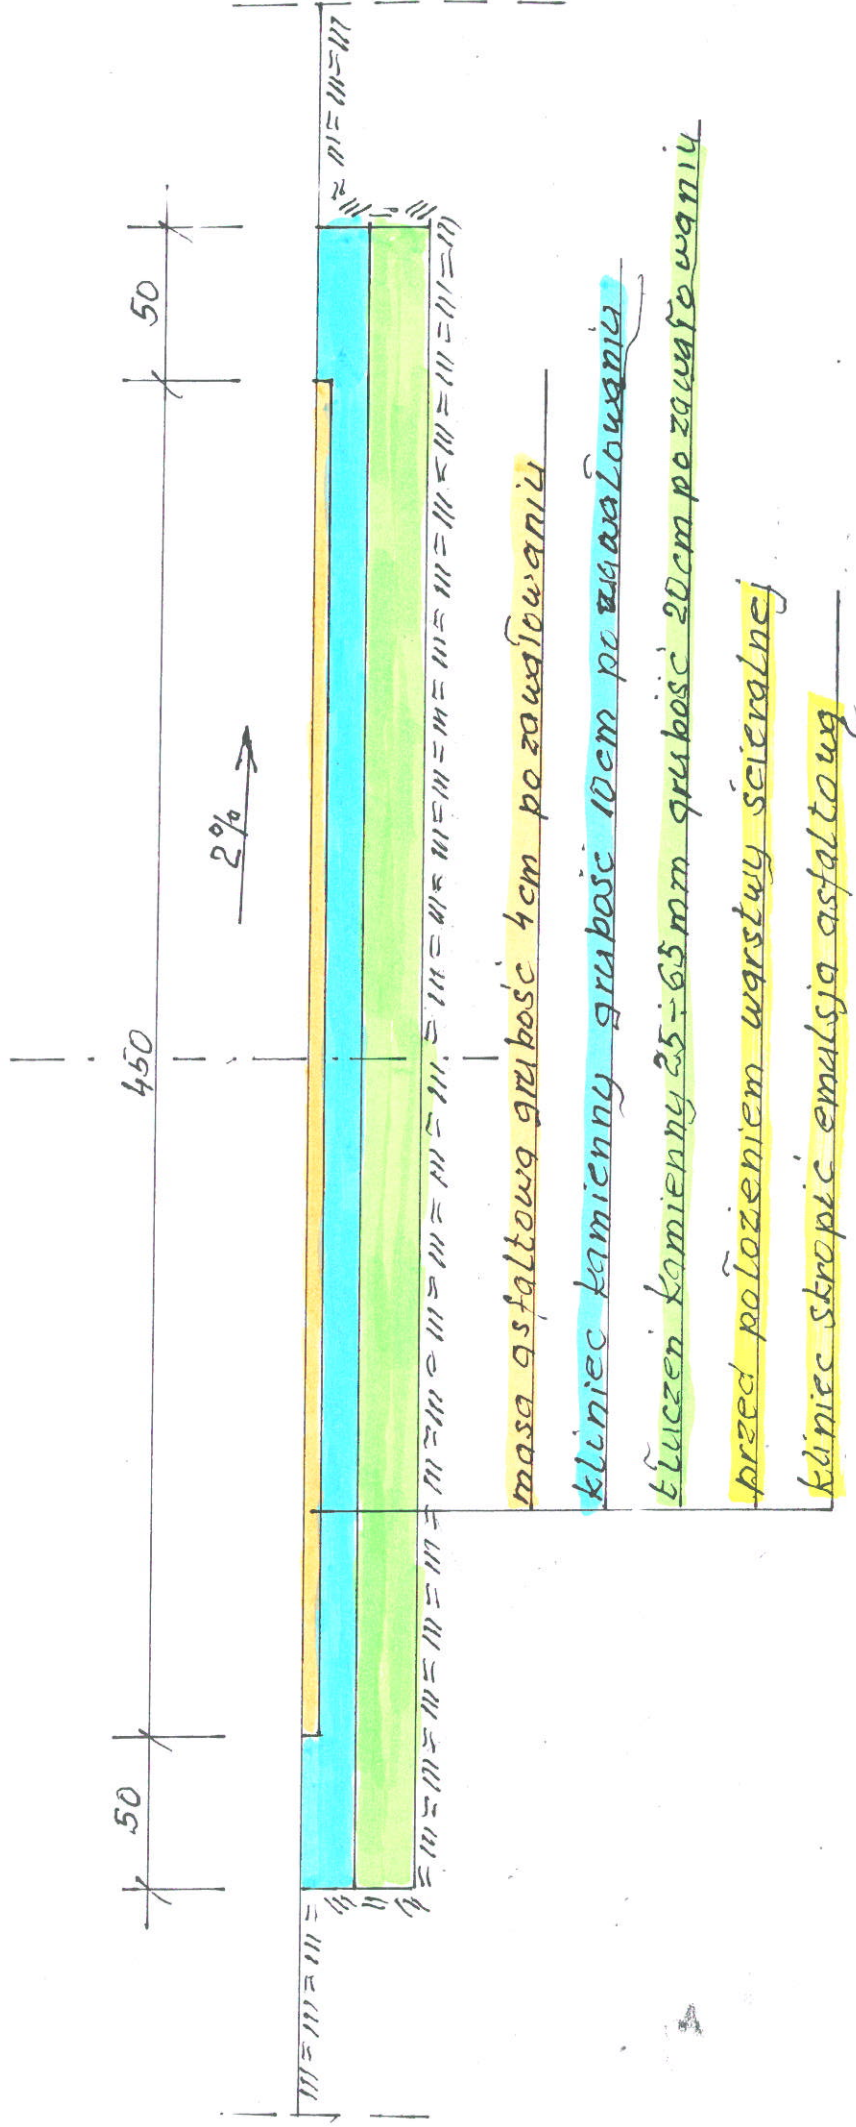 50
450
50
2%
masa asfaltowa grubość 4cm po zawałowaniu
kliniec kamienny grubość 10cm po zawałowaniu
tłuczeń kamienny 25-65mm grubość 20cm po zawałowaniu
przed położeniem warstwy ścieralnej
kliniec skropić emulsją asfaltową